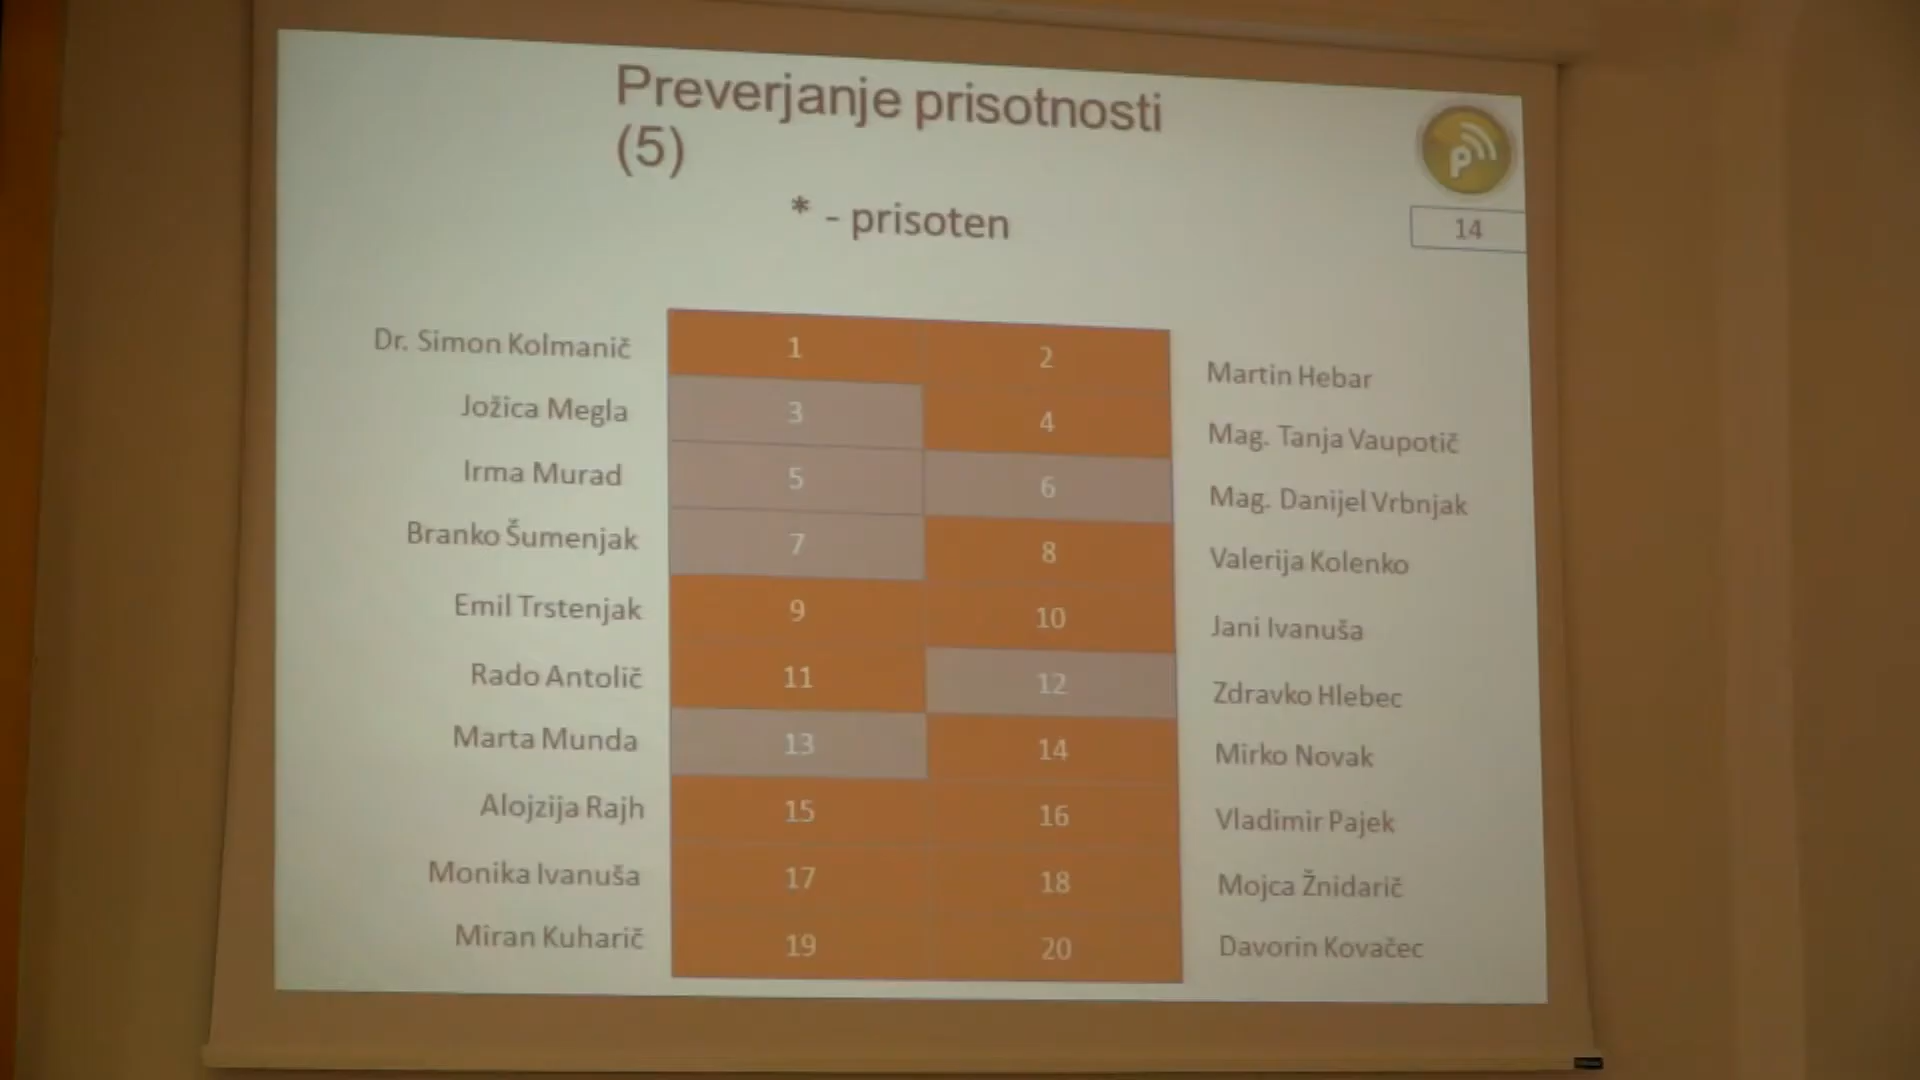 Preverjanje prisotnosti
(5)
P
* - prisoten
14
Dr. Simon Kolmanič 1 2 Martin Hebar
Jožica Megla 3 4 Mag. Tanja Vaupotič
Irma Murad 5 6 Mag. Danijel Vrbnjak
Branko Šumenjak 7 8 Valerija Kolenko
Emil Trstenjak 9 10 Jani Ivanuša
Rado Antolič 11 12 Zdravko Hlebec
Marta Munda 13 14 Mirko Novak
Alojzija Rajh 15 16 Vladimir Pajek
Monika Ivanuša 17 18 Mojca Žnidarič
Miran Kuharič 19 20 Davorin Kovačec